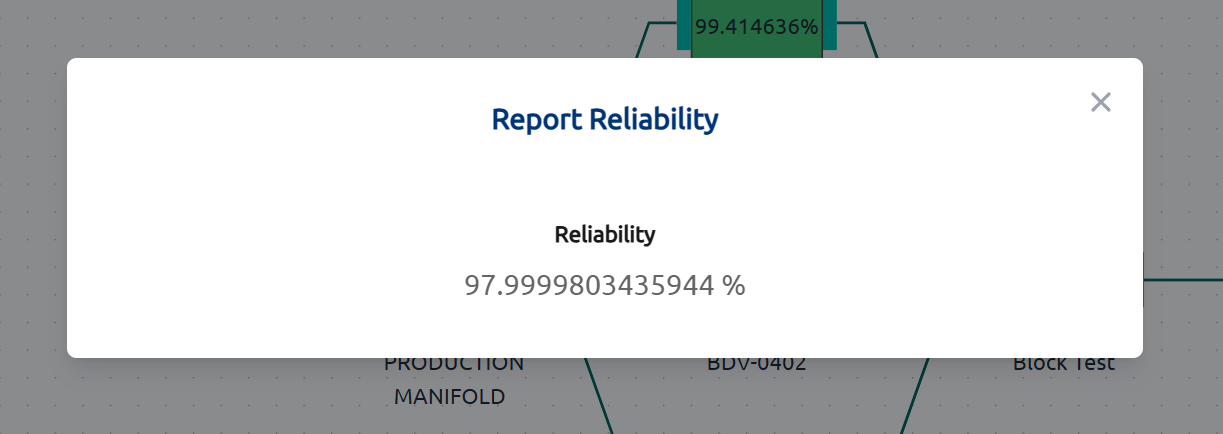 99.414636%
Report Reliability
Reliability
97.9999803435944 %
PRODUCTION
MANIFOLD
BDV-0402
Block Test